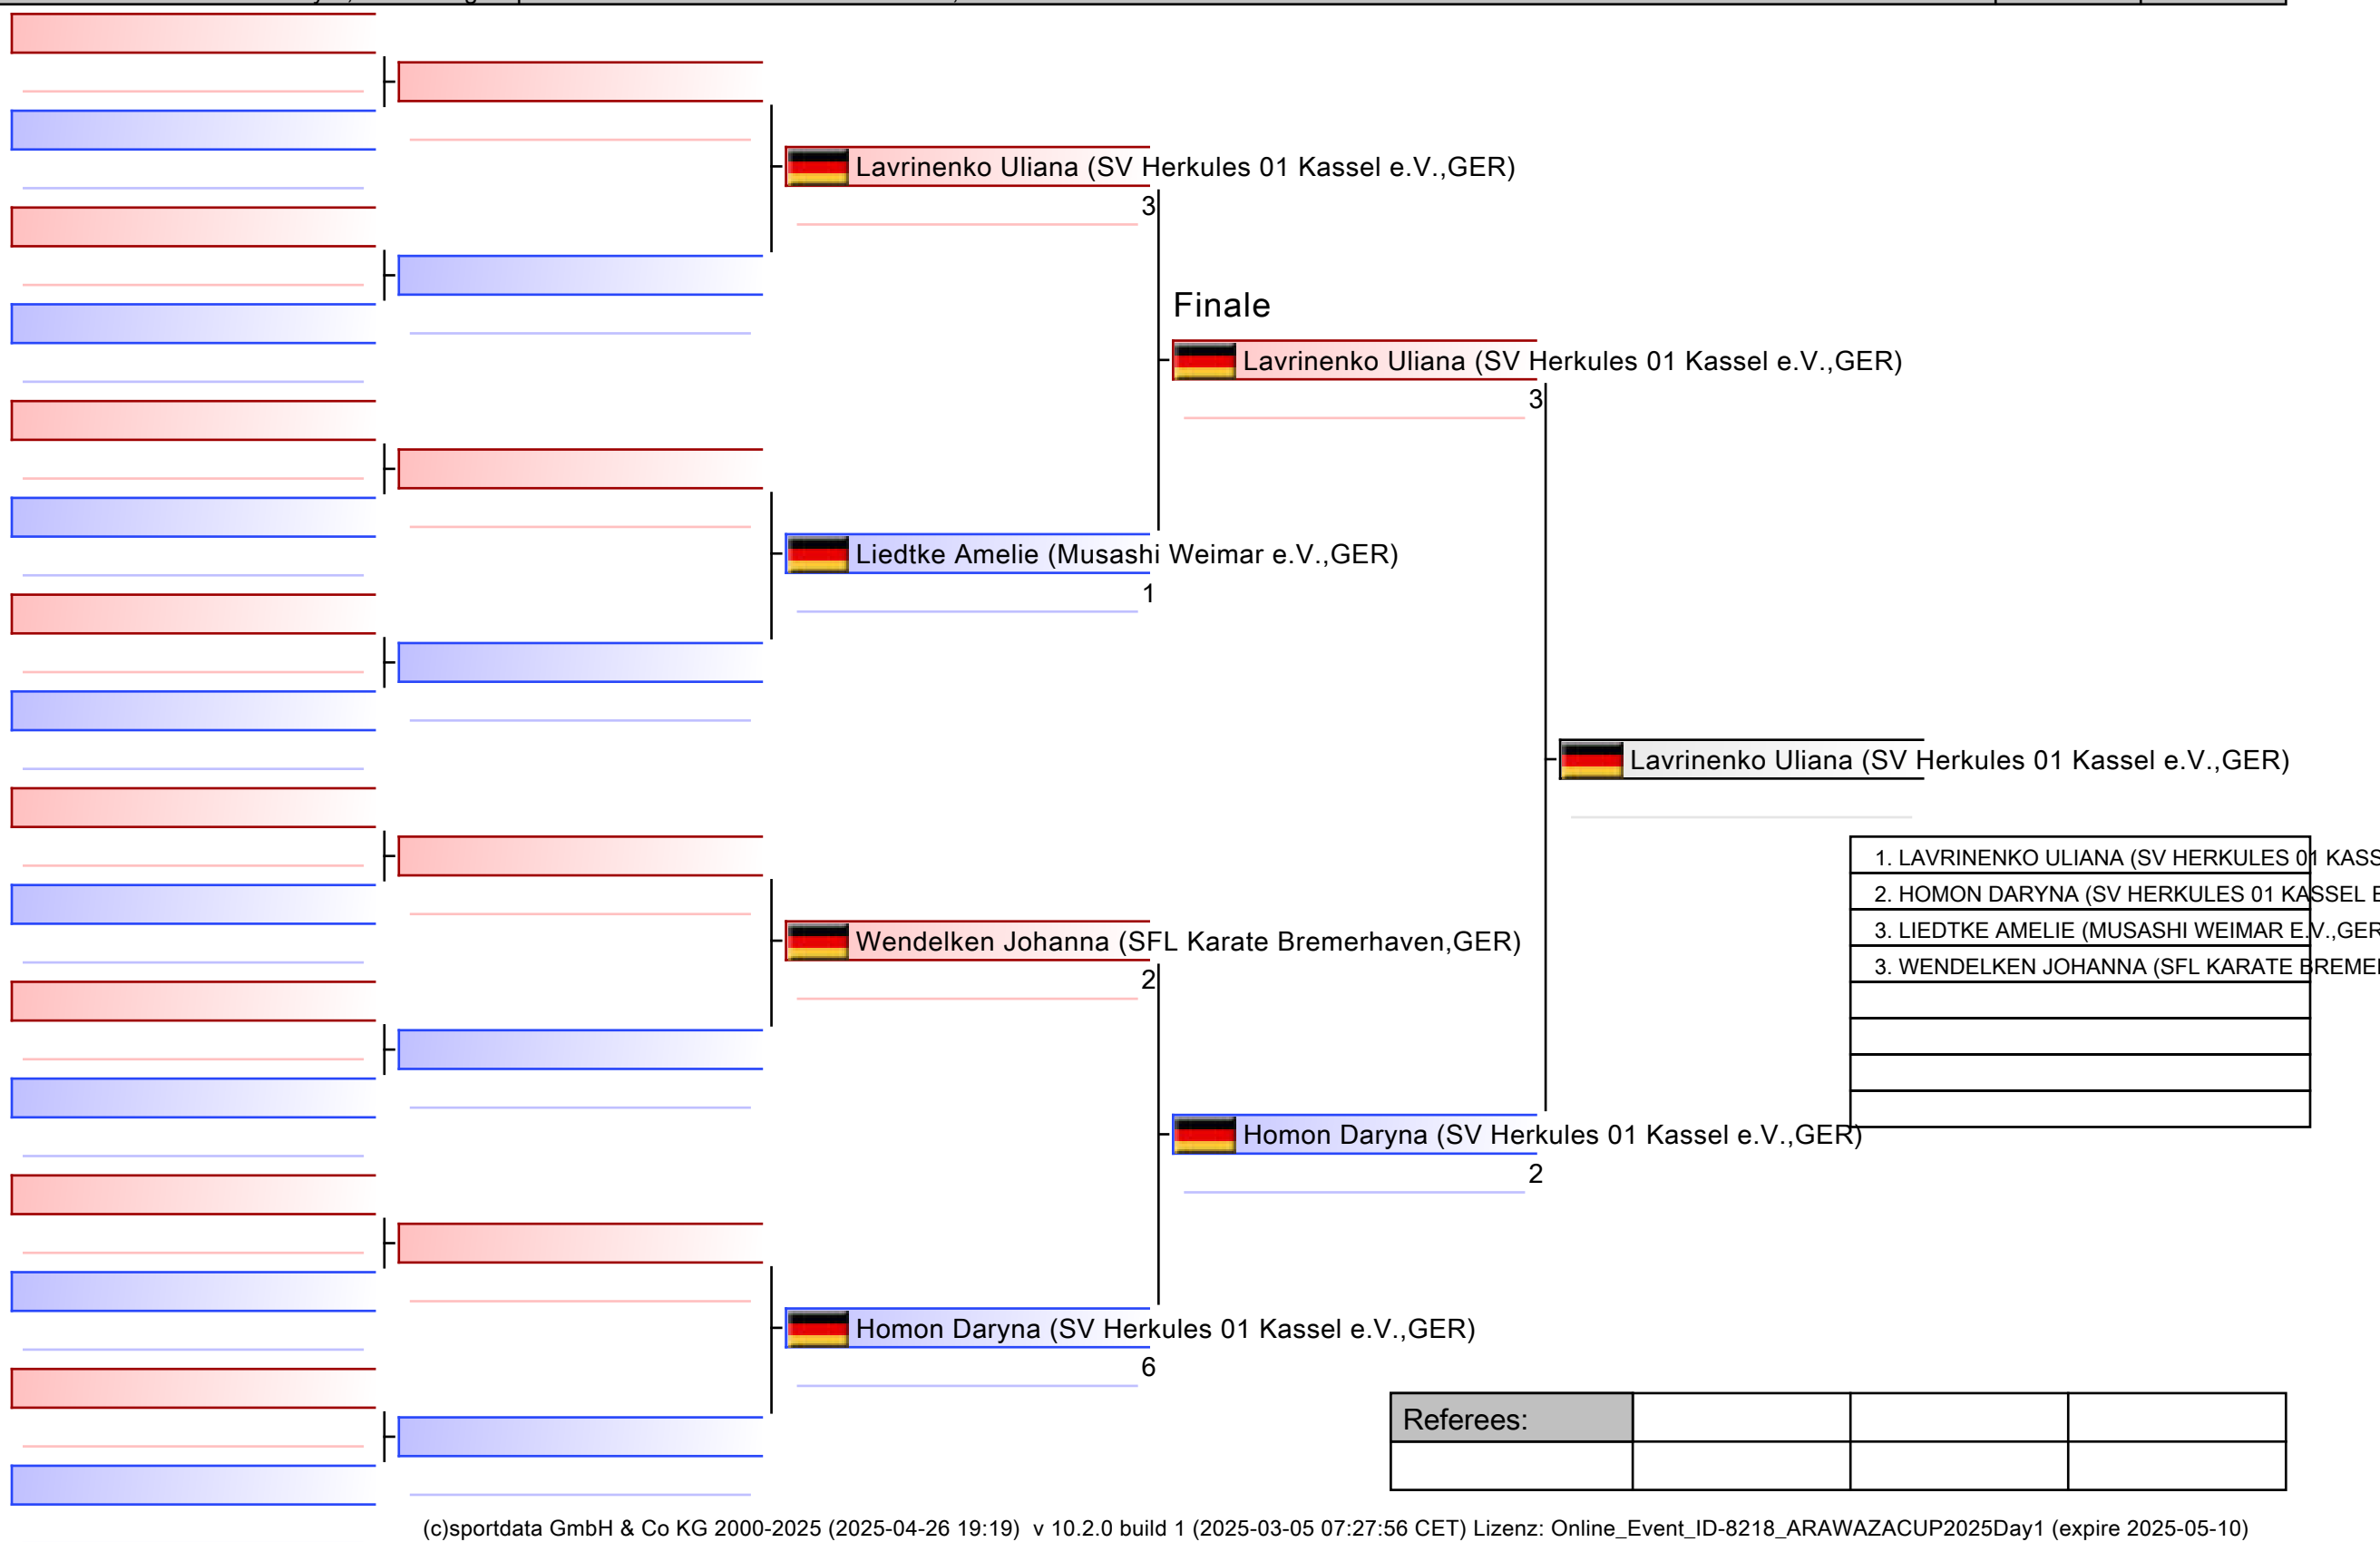 Lavrinenko Uliana (SV Herkules 01 Kassel e.V.,GER)
3
Finale
Lavrinenko Uliana (SV Herkules 01 Kassel e.V.,GER)
3
Liedtke Amelie (Musashi Weimar e.V.,GER)
1
Lavrinenko Uliana (SV Herkules 01 Kassel e.V.,GER)
1. LAVRINENKO ULIANA (SV HERKULES 01 KASS
2. HOMON DARYNA (SV HERKULES 01 KASSEL E
3. LIEDTKE AMELIE (MUSASHI WEIMAR E.V.,GER
3. WENDELKEN JOHANNA (SFL KARATE BREME
Wendelken Johanna (SFL Karate Bremerhaven,GER)
2
Homon Daryna (SV Herkules 01 Kassel e.V.,GER)
2
Homon Daryna (SV Herkules 01 Kassel e.V.,GER)
6
Referees:
(c)sportdata GmbH & Co KG 2000-2025 (2025-04-26 19:19) v 10.2.0 build 1 (2025-03-05 07:27:56 CET) Lizenz: Online_Event_ID-8218_ARAWAZACUP2025Day1 (expire 2025-05-10)